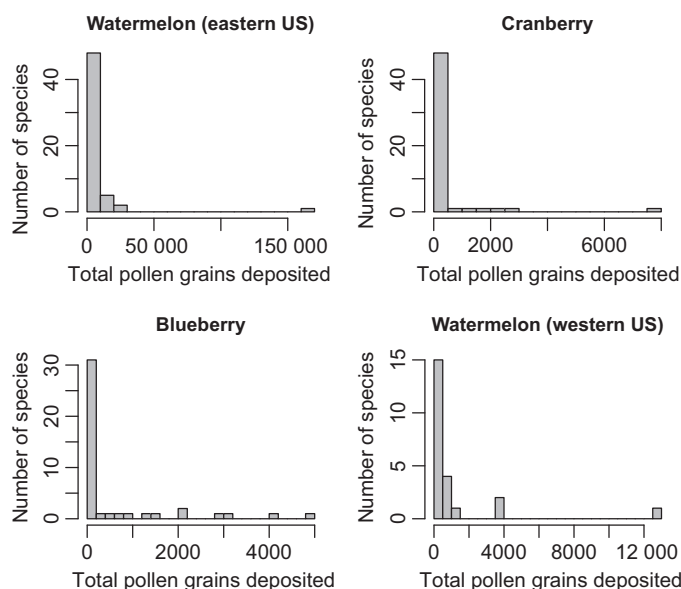 Watermelon (eastern US)
Number of species
0 20 40
0 50 000 150 000
Total pollen grains deposited
Cranberry
Number of species
0 20 40
0 2000 6000
Total pollen grains deposited
Blueberry
Number of species
0 10 20 30
0 2000 4000
Total pollen grains deposited
Watermelon (western US)
Number of species
0 5 10 15
0 4000 8000 12 000
Total pollen grains deposited